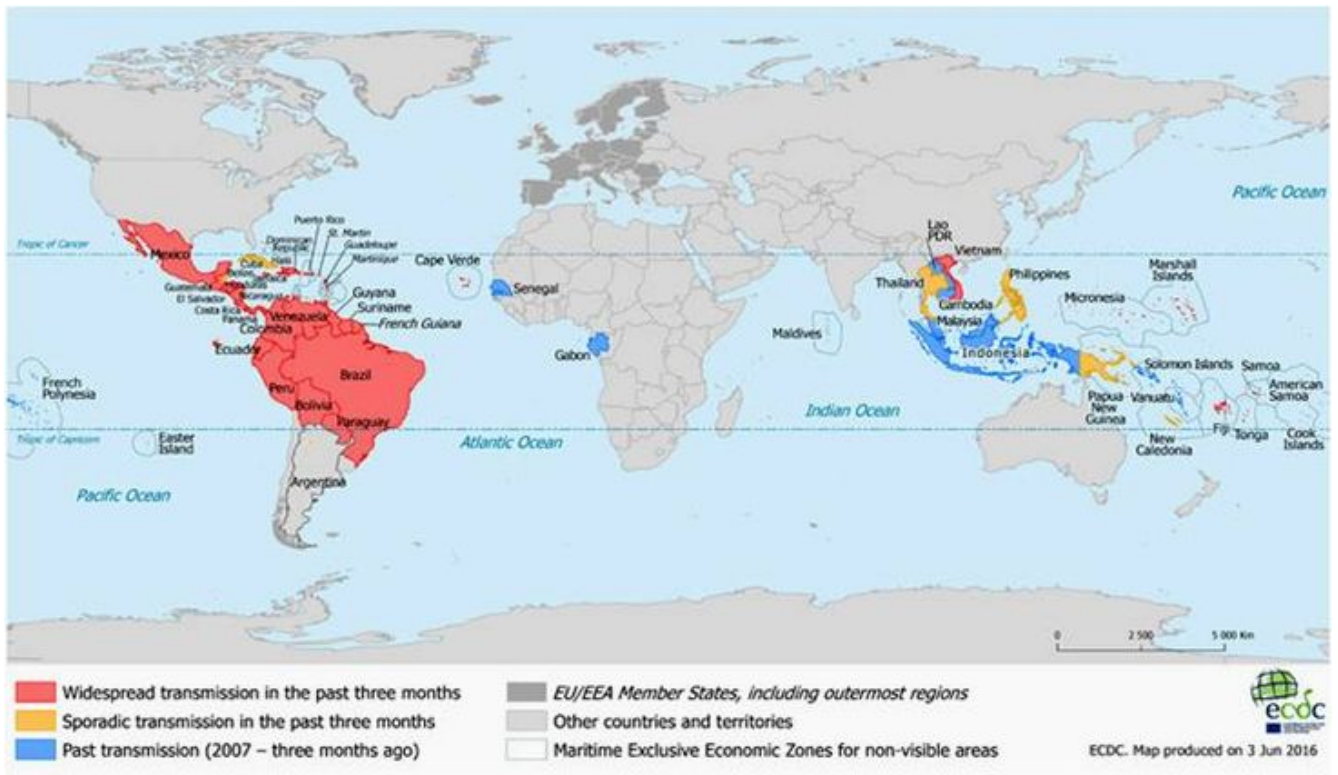 Pacific Ocean
Tropic of Cancer
Mexico
Cuba
Haiti
Dominican
Republic
Puerto Rico
St. Martin
Guadeloupe
Martinique
Belize
Jamaica
Guatemala
Honduras
El Salvador
Nicaragua
Costa Rica
Panama
Venezuela
Colombia
Guyana
Suriname
French Guiana
Ecuador
Brazil
Peru
Bolivia
Paraguay
Argentina
French
Polynesia
Tropic of Capricorn
Easter
Island
Pacific Ocean
Atlantic Ocean
Cape Verde
Senegal
Gabon
Maldives
Indian Ocean
Lao
PDR
Vietnam
Thailand
Cambodia
Malaysia
Philippines
Indonesia
Micronesia
Marshall
Islands
Papua
New
Guinea
Solomon Islands
Vanuatu
New
Caledonia
Fiji
Samoa
American
Samoa
Tonga
Cook
Islands
0 2 500 5 000 Km
Widespread transmission in the past three months
Sporadic transmission in the past three months
Past transmission (2007 – three months ago)
EU/EEA Member States, including outermost regions
Other countries and territories
Maritime Exclusive Economic Zones for non-visible areas
ecdc
ECDC. Map produced on 3 Jun 2016